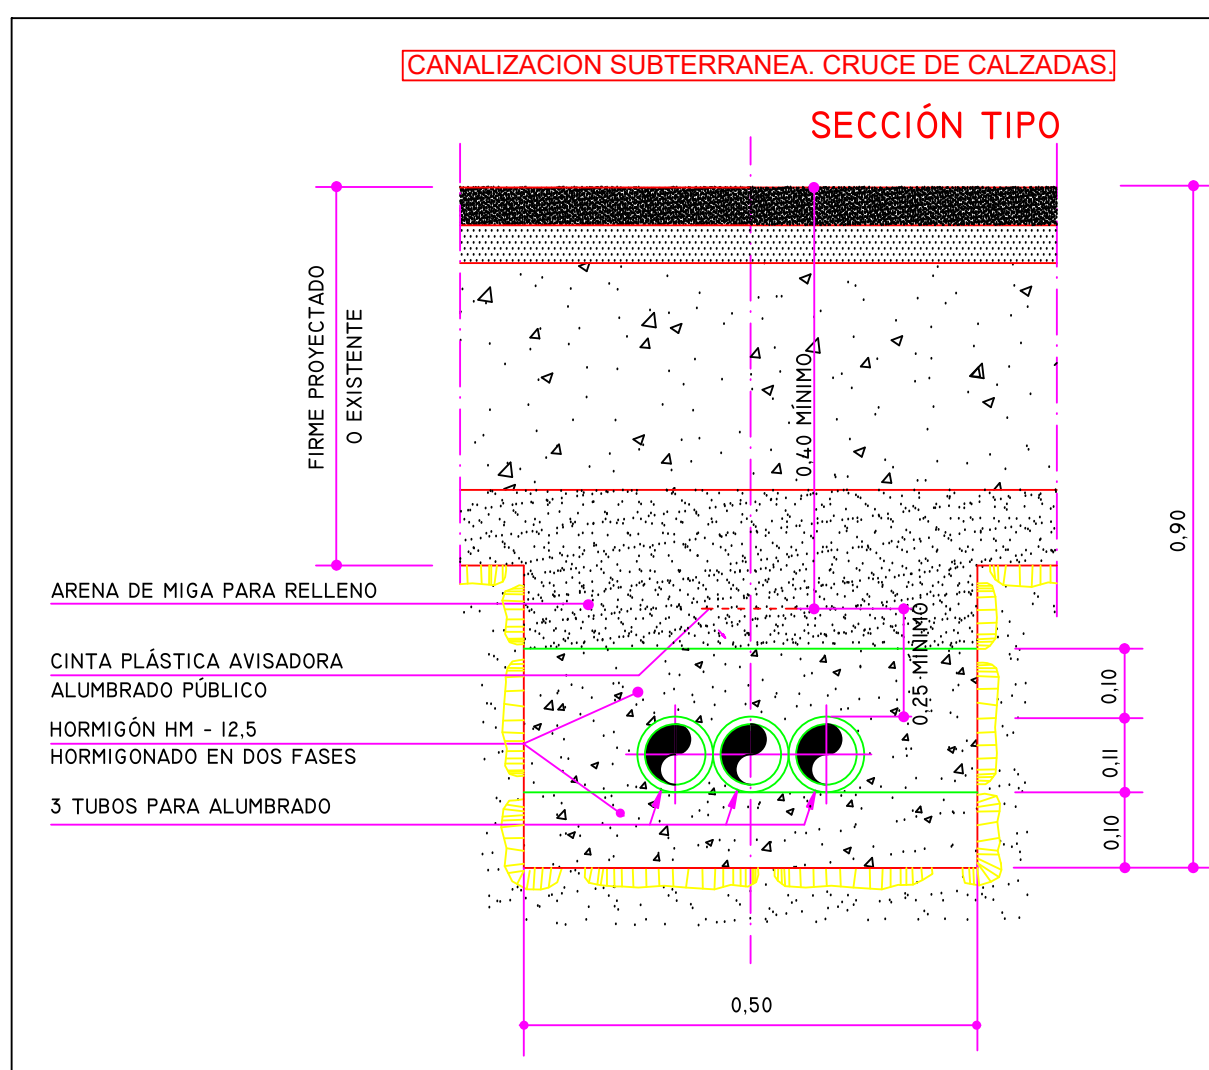 CANALIZACION SUBTERRANEA. CRUCE DE CALZADAS.
SECCIÓN TIPO
FIRME PROYECTADO
O EXISTENTE
0,40 MÍNIMO
0,90
ARENA DE MIGA PARA RELLENO
CINTA PLÁSTICA AVISADORA
ALUMBRADO PÚBLICO
0,25 MÍNIMO
0,10
HORMIGÓN HM - 12,5
HORMIGONADO EN DOS FASES
0,11
3 TUBOS PARA ALUMBRADO
0,10
0,50